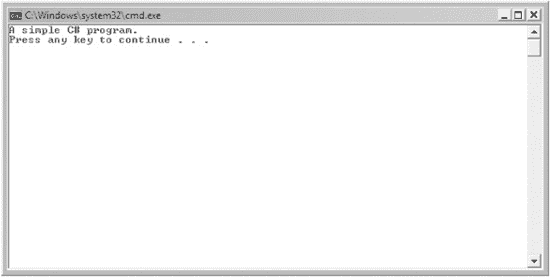 C:\Windows\system32\cmd.exe
A simple C# program.
Press any key to continue . . .